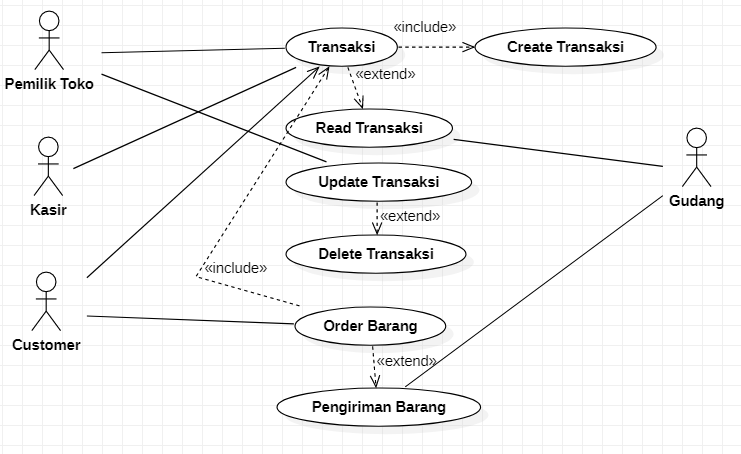 «include»
Transaksi
Create Transaksi
Pemilik Toko
«extend»
Read Transaksi
Kasir
Update Transaksi
Gudang
«extend»
Delete Transaksi
«include»
Customer
Order Barang
«extend»
Pengiriman Barang